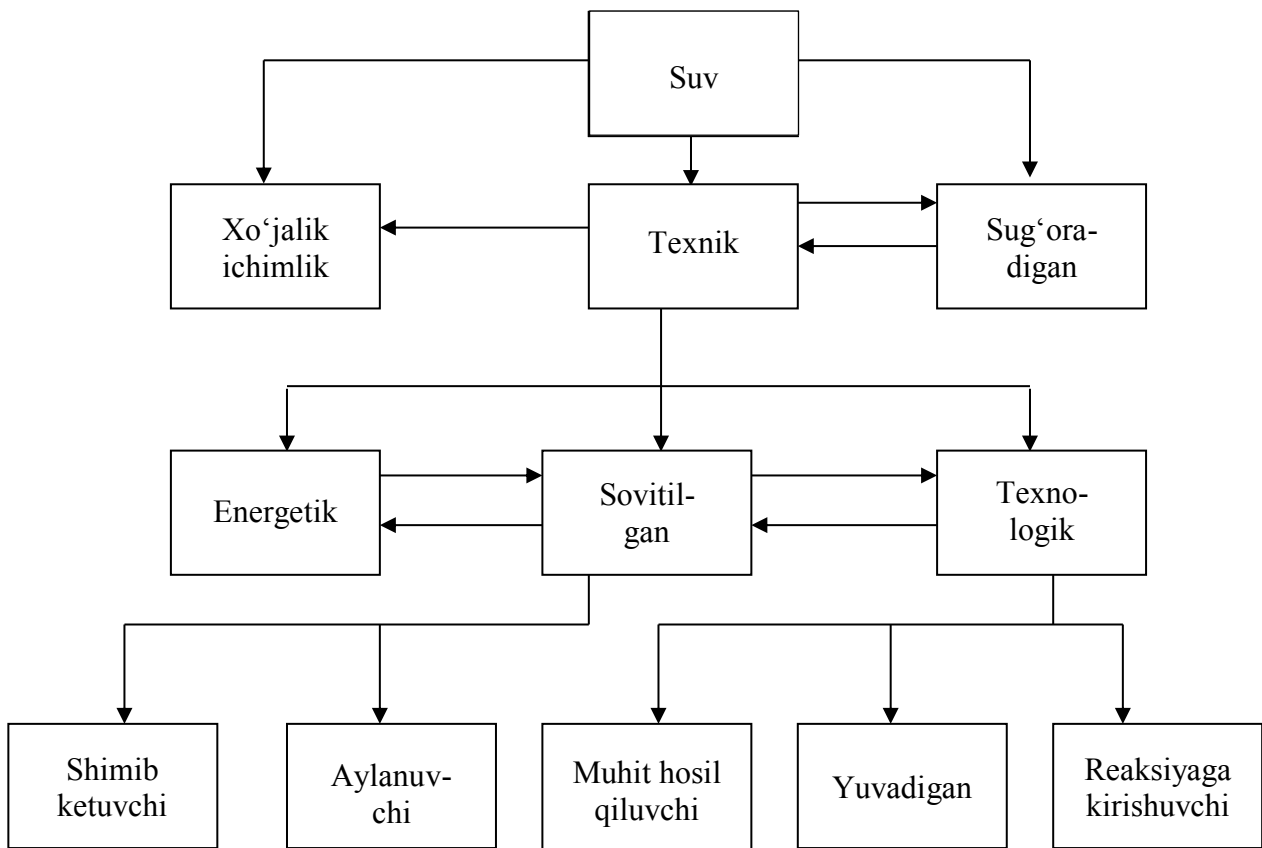 Suv
Xo‘jalik
ichimlik
Texnik
Sug‘ora-
digan
Energetik
Sovitil-
gan
Texno-
logik
Shimib
ketuvchi
Aylanuv-
chi
Muhit hosil
qiluvchi
Yuvadigan
Reaksiyaga
kirishuvchi